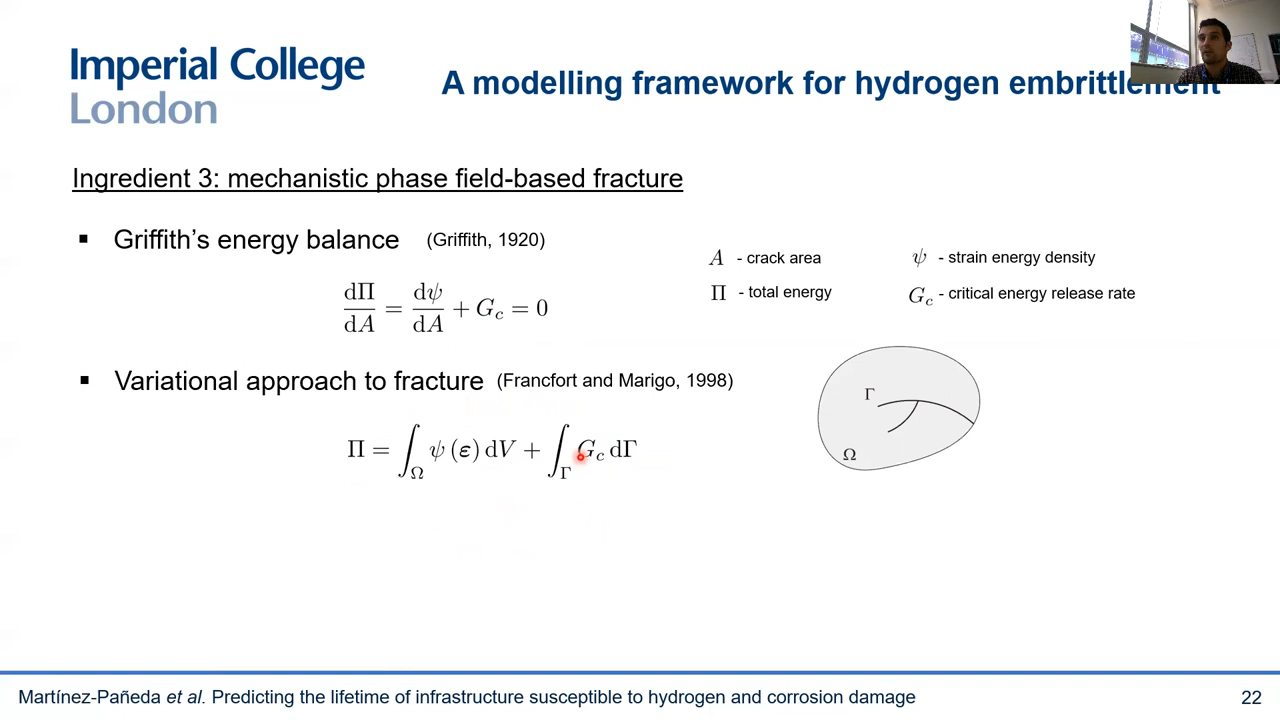 Imperial College
London
A modelling framework for hydrogen embrittlement
Ingredient 3: mechanistic phase field-based fracture
▪ Griffith's energy balance (Griffith, 1920)
dΠ/dA = dψ/dA + G_c = 0
A - crack area
ψ - strain energy density
Π - total energy
G_c - critical energy release rate
▪ Variational approach to fracture (Francfort and Marigo, 1998)
Π = ∫_Ω ψ (ε) dV + ∫_Γ G_c dΓ
Γ
Ω
Martínez-Pañeda et al. Predicting the lifetime of infrastructure susceptible to hydrogen and corrosion damage
22